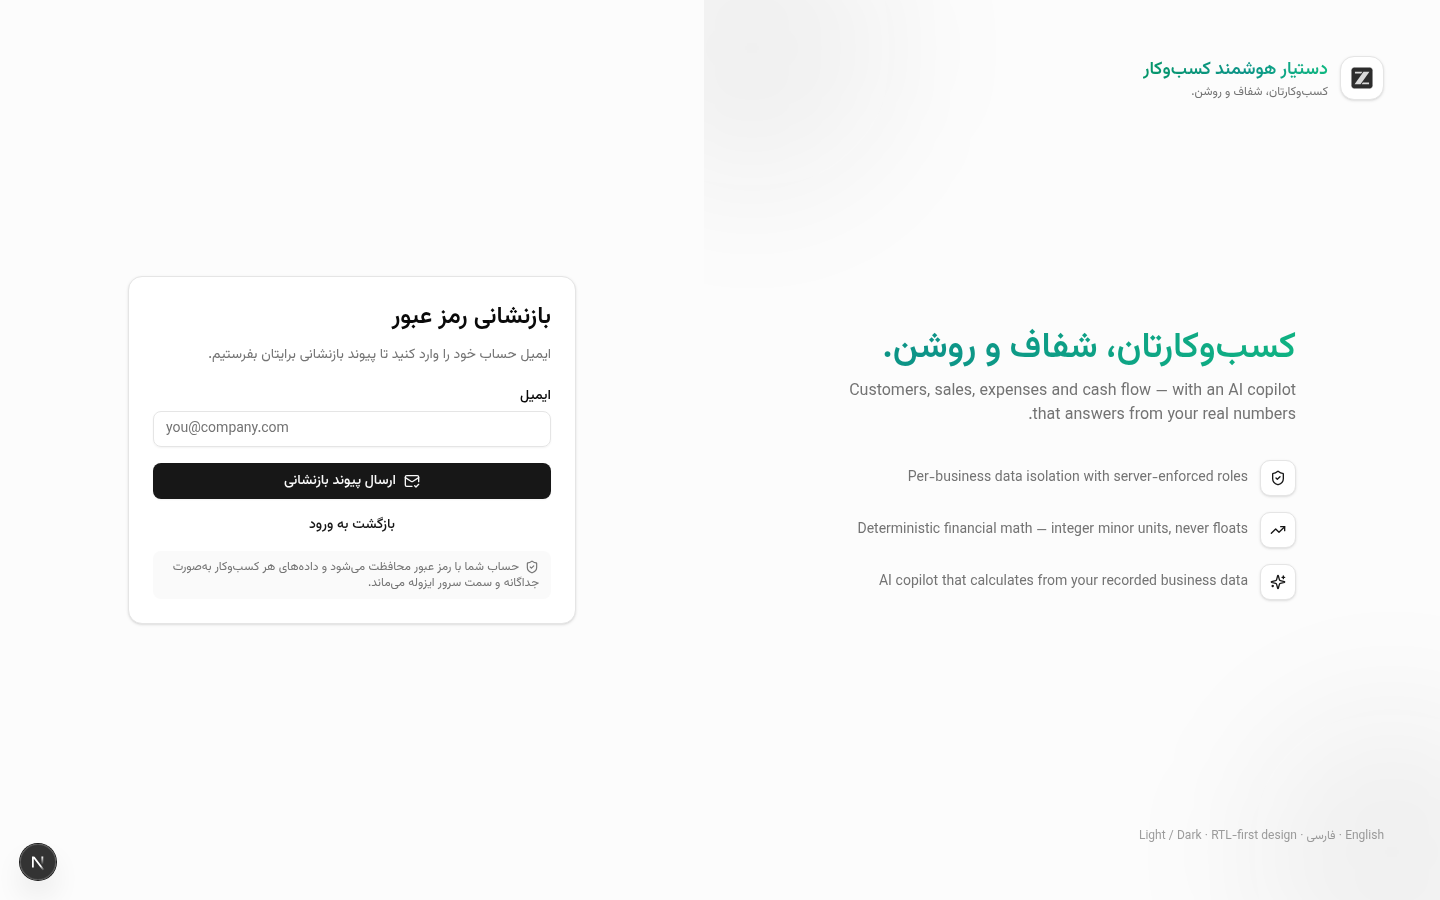 دستیار هوشمند کسب‌وکار
کسب‌وکارتان، شفاف و روشن.
کسب‌وکارتان، شفاف و روشن.
Customers, sales, expenses and cash flow — with an AI copilot
that answers from your real numbers.
Per-business data isolation with server-enforced roles
Deterministic financial math — integer minor units, never floats
AI copilot that calculates from your recorded business data
Light / Dark · RTL-first design · فارسی · English
بازنشانی رمز عبور
ایمیل حساب خود را وارد کنید تا پیوند بازنشانی برایتان بفرستیم.
ایمیل
you@company.com
ارسال پیوند بازنشانی
بازگشت به ورود
حساب شما با رمز عبور محافظت می‌شود و داده‌های هر کسب‌وکار به‌صورت
جداگانه و سمت سرور ایزوله می‌ماند.